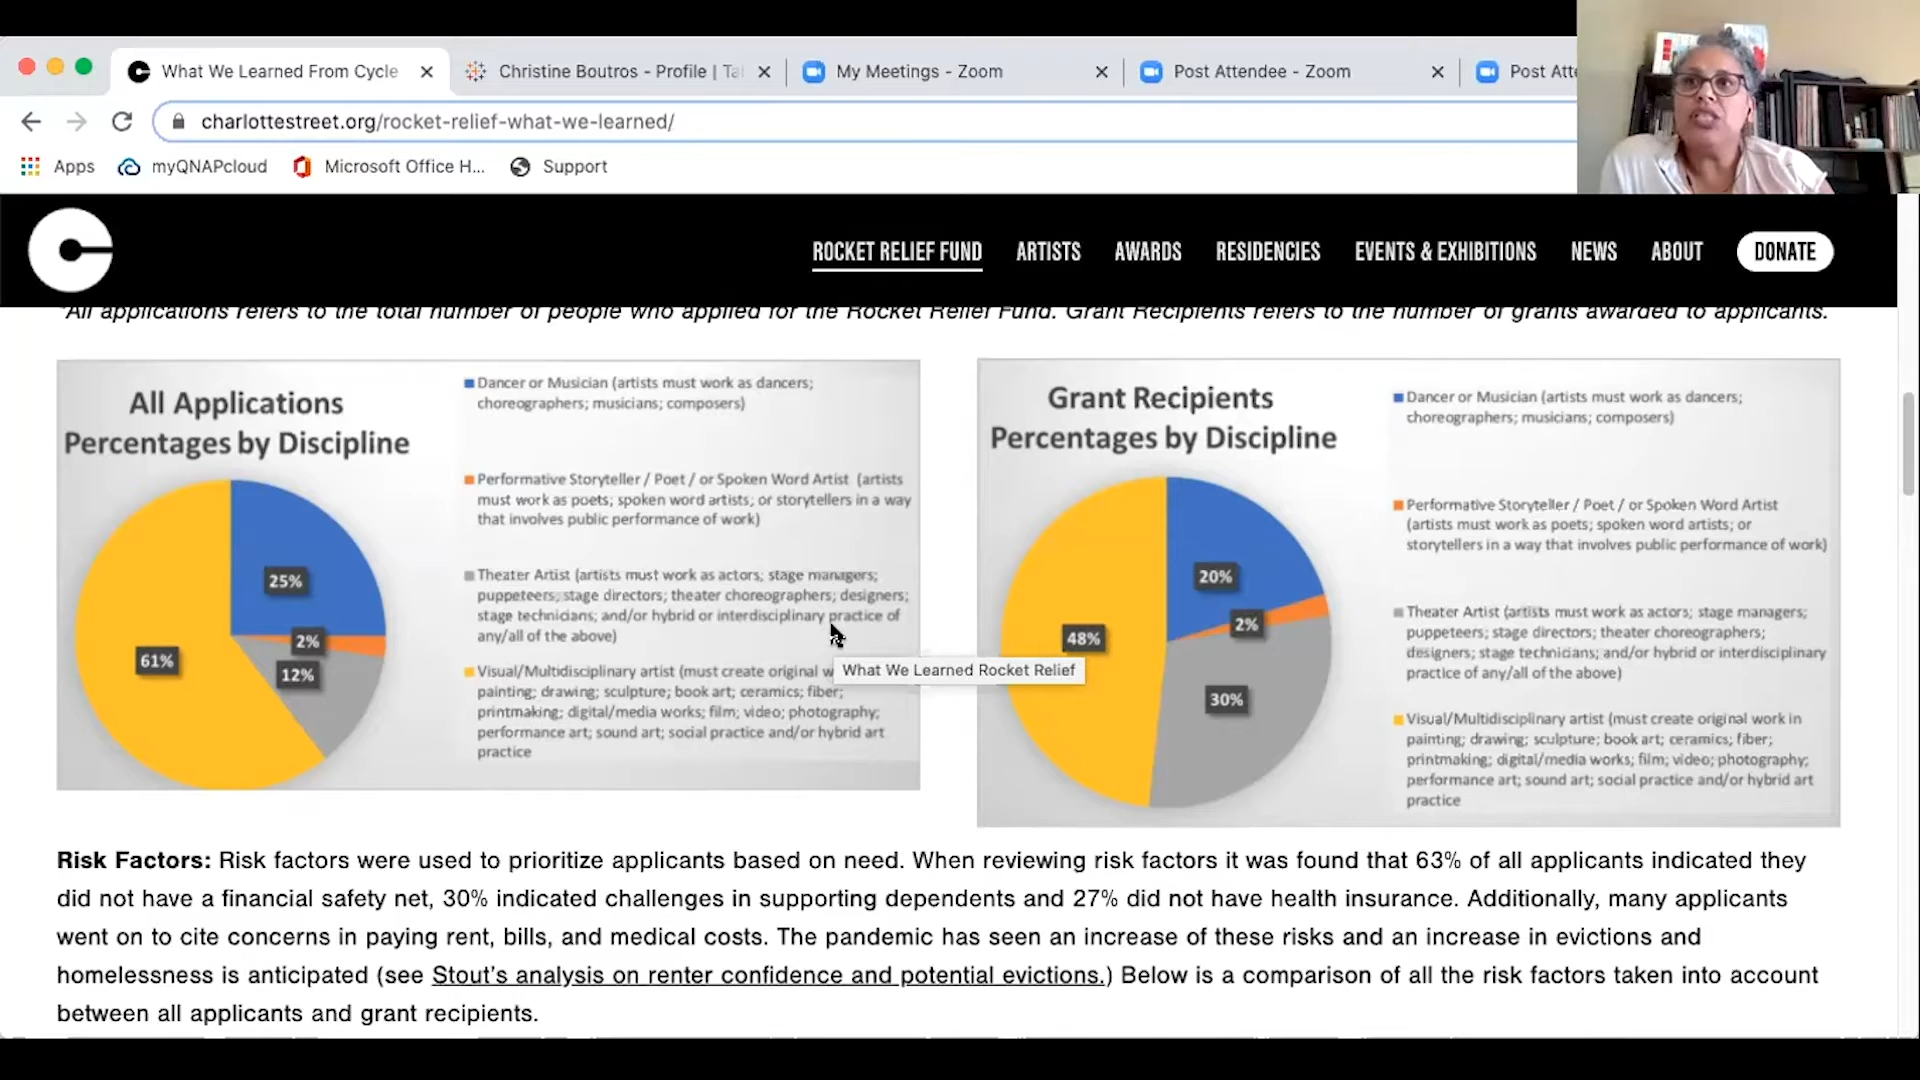 What We Learned From Cycle
Christine Boutros - Profile | Ta
My Meetings - Zoom
Post Attendee - Zoom
Post Att
charlottestreet.org/rocket-relief-what-we-learned/
Apps
myQNAPcloud
Microsoft Office H...
Support
ROCKET RELIEF FUND
ARTISTS
AWARDS
RESIDENCIES
EVENTS & EXHIBITIONS
NEWS
ABOUT
DONATE
*All applications refers to the total number of people who applied for the Rocket Relief Fund. Grant Recipients refers to the number of grants awarded to applicants.
All Applications
Percentages by Discipline
25%
2%
12%
61%
Dancer or Musician (artists must work as dancers;
choreographers; musicians; composers)
Performative Storyteller / Poet / or Spoken Word Artist (artists
must work as poets; spoken word artists; or storytellers in a way
that involves public performance of work)
Theater Artist (artists must work as actors; stage managers;
puppeteers; stage directors; theater choreographers; designers;
stage technicians; and/or hybrid or interdisciplinary practice of
any/all of the above)
Visual/Multidisciplinary artist (must create original w
painting; drawing; sculpture; book art; ceramics; fiber;
printmaking; digital/media works; film; video; photography;
performance art; sound art; social practice and/or hybrid art
practice
What We Learned Rocket Relief
Grant Recipients
Percentages by Discipline
20%
2%
30%
48%
Dancer or Musician (artists must work as dancers;
choreographers; musicians; composers)
Performative Storyteller / Poet / or Spoken Word Artist
(artists must work as poets; spoken word artists; or
storytellers in a way that involves public performance of work)
Theater Artist (artists must work as actors; stage managers;
puppeteers; stage directors; theater choreographers;
designers; stage technicians; and/or hybrid or interdisciplinary
practice of any/all of the above)
Visual/Multidisciplinary artist (must create original work in
painting; drawing; sculpture; book art; ceramics; fiber;
printmaking; digital/media works; film; video; photography;
performance art; sound art; social practice and/or hybrid art
practice
Risk Factors: Risk factors were used to prioritize applicants based on need. When reviewing risk factors it was found that 63% of all applicants indicated they
did not have a financial safety net, 30% indicated challenges in supporting dependents and 27% did not have health insurance. Additionally, many applicants
went on to cite concerns in paying rent, bills, and medical costs. The pandemic has seen an increase of these risks and an increase in evictions and
homelessness is anticipated (see Stout's analysis on renter confidence and potential evictions.) Below is a comparison of all the risk factors taken into account
between all applicants and grant recipients.